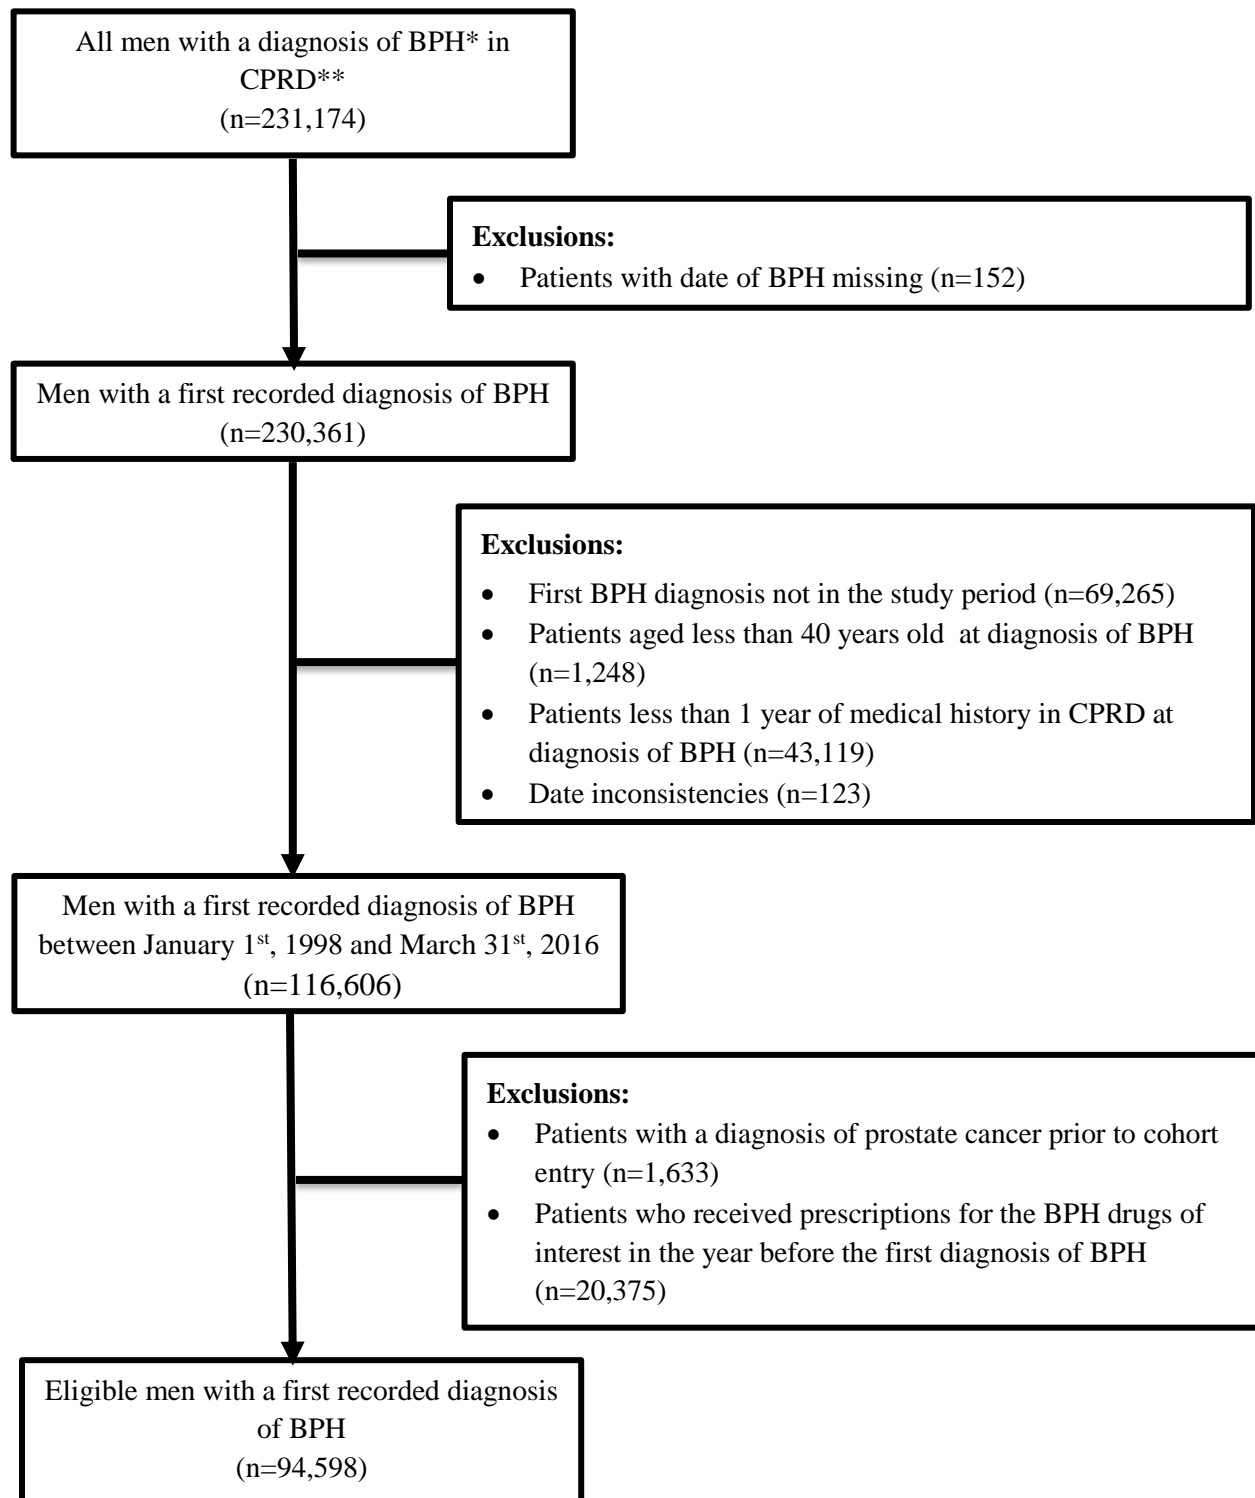 All men with a diagnosis of BPH* in
CPRD**
(n=231,174)
Exclusions:
• Patients with date of BPH missing (n=152)
Men with a first recorded diagnosis of BPH
(n=230,361)
Exclusions:
• First BPH diagnosis not in the study period (n=69,265)
• Patients aged less than 40 years old at diagnosis of BPH
(n=1,248)
• Patients less than 1 year of medical history in CPRD at
diagnosis of BPH (n=43,119)
• Date inconsistencies (n=123)
Men with a first recorded diagnosis of BPH
between January 1st, 1998 and March 31st, 2016
(n=116,606)
Exclusions:
• Patients with a diagnosis of prostate cancer prior to cohort
entry (n=1,633)
• Patients who received prescriptions for the BPH drugs of
interest in the year before the first diagnosis of BPH
(n=20,375)
Eligible men with a first recorded diagnosis
of BPH
(n=94,598)